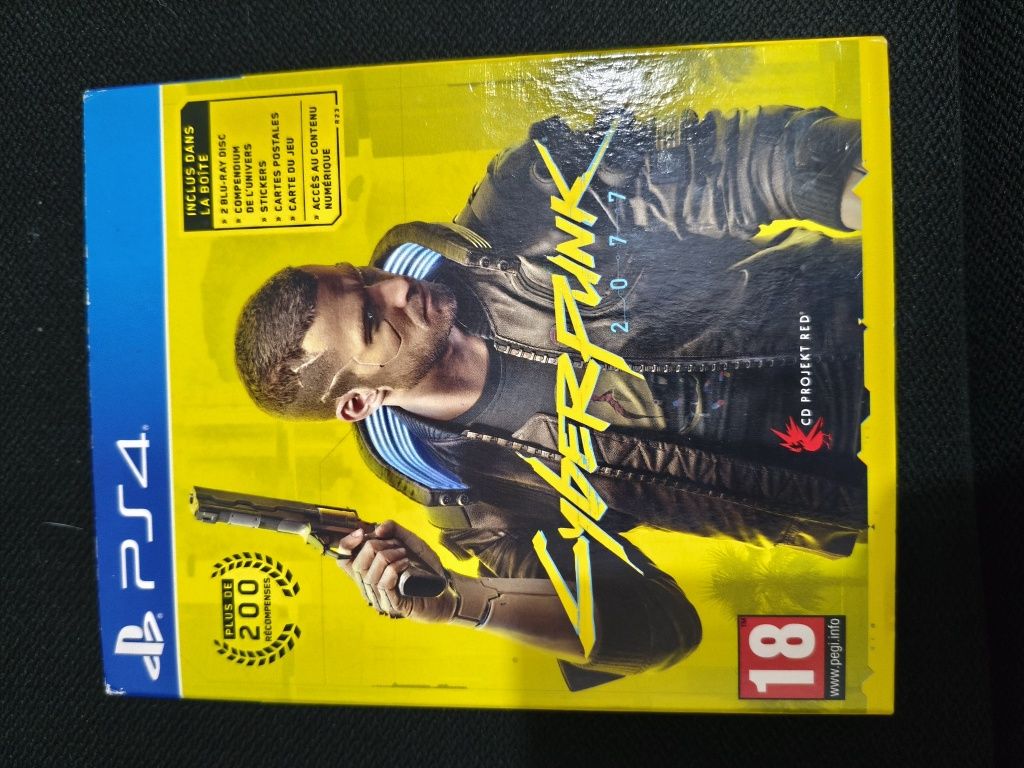 PS4
PLUS DE
200
RÉCOMPENSES
INCLUS DANS
LA BOÎTE
» 2 BLU-RAY DISC
» COMPENDIUM
DE L'UNIVERS
» STICKERS
» CARTES POSTALES
» CARTE DU JEU
» ACCÈS AU CONTENU
NUMÉRIQUE
R23
CYBERPUNK
2077
CD PROJEKT RED®
18
www.pegi.info